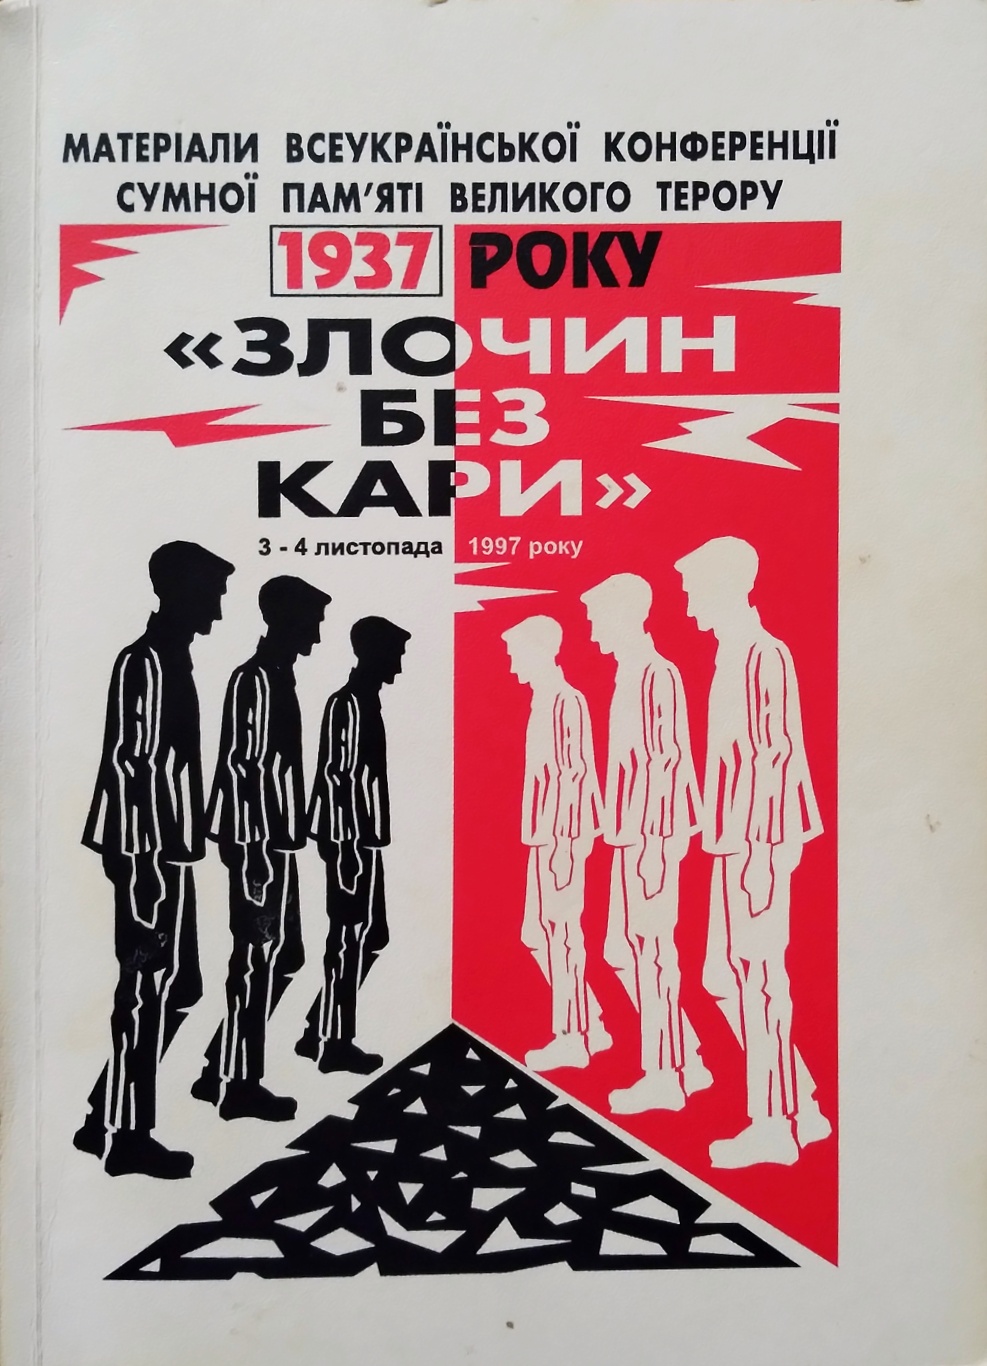 МАТЕРІАЛИ ВСЕУКРАЇНСЬКОЇ КОНФЕРЕНЦІЇ
СУМНОЇ ПАМ'ЯТІ ВЕЛИКОГО ТЕРОРУ
1937 РОКУ
«ЗЛОЧИН
БЕЗ
КАРИ»
3 - 4 листопада 1997 року